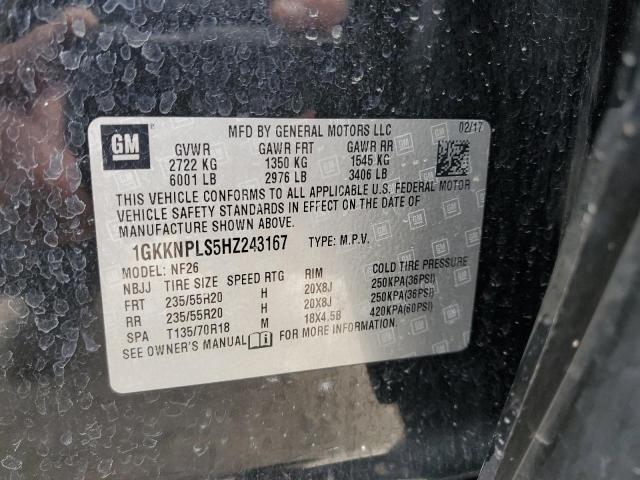 GM
MFD BY GENERAL MOTORS LLC
02/17
GVWR GAWR FRT GAWR RR
2722 KG 1350 KG 1545 KG
6001 LB 2976 LB 3406 LB
THIS VEHICLE CONFORMS TO ALL APPLICABLE U.S. FEDERAL MOTOR
VEHICLE SAFETY STANDARDS IN EFFECT ON THE DATE OF
MANUFACTURE SHOWN ABOVE.
1GKKNPLS5HZ243167 TYPE: M.P.V.
MODEL: NF26
NBJJ TIRE SIZE SPEED RTG RIM COLD TIRE PRESSURE
FRT 235/55R20 H 20X8J 250KPA(36PSI)
RR 235/55R20 H 20X8J 250KPA(36PSI)
SPA T135/70R18 M 18X4.5B 420KPA(60PSI)
SEE OWNER'S MANUAL FOR MORE INFORMATION.